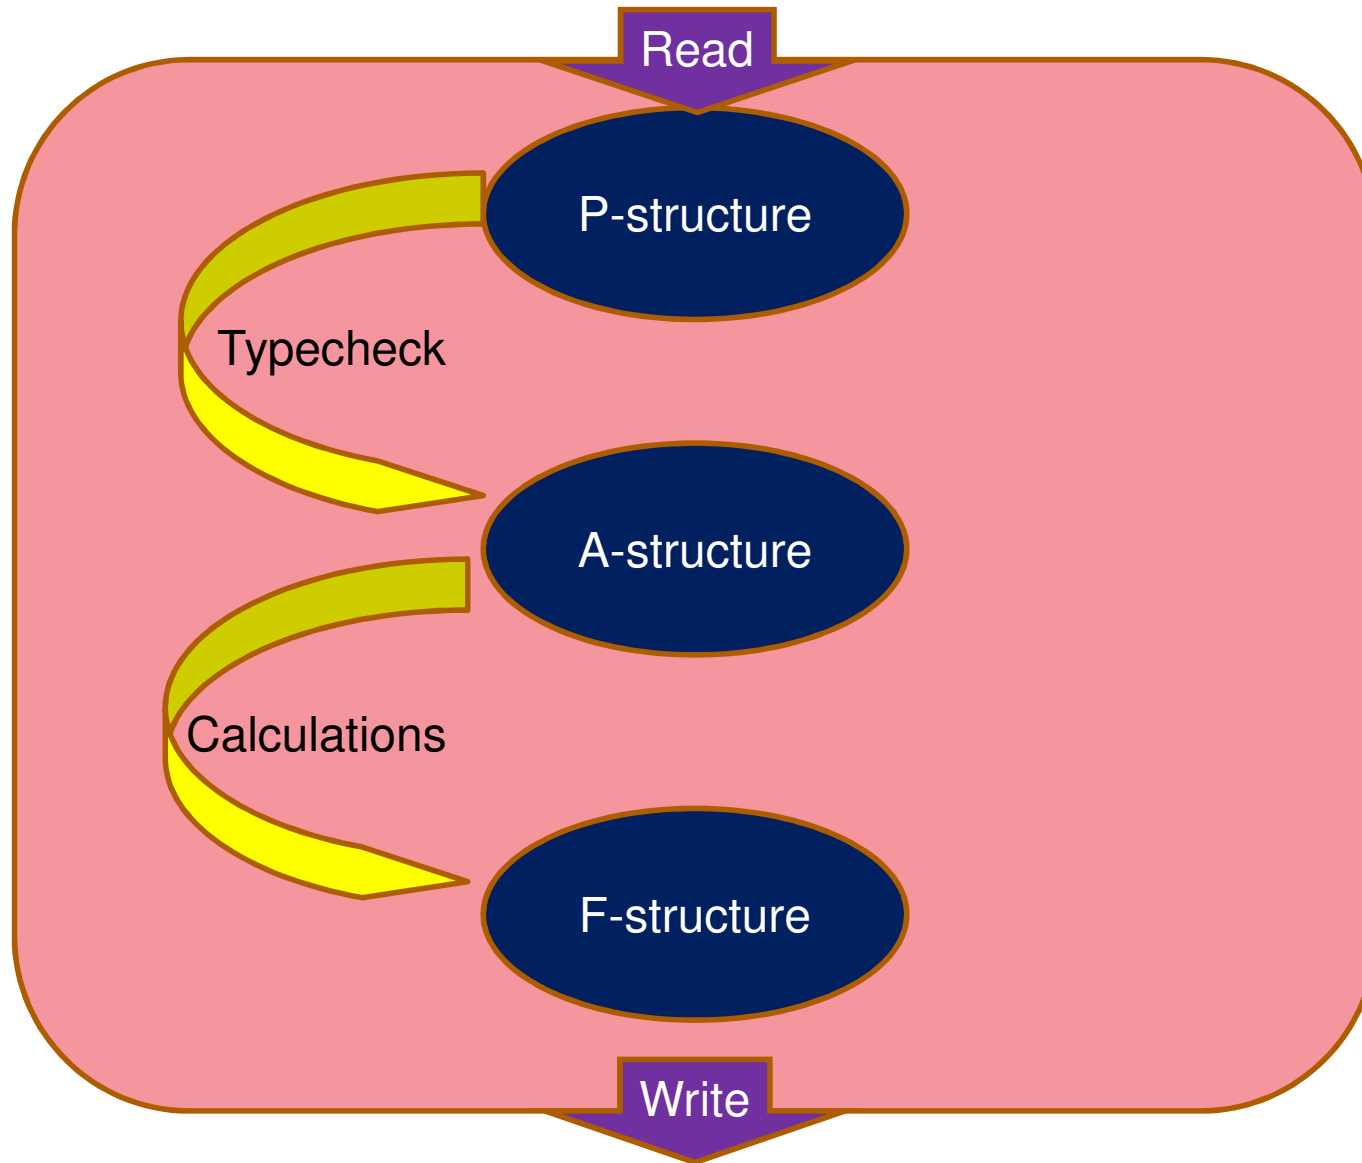 Read
P-structure
Typecheck
A-structure
Calculations
F-structure
Write